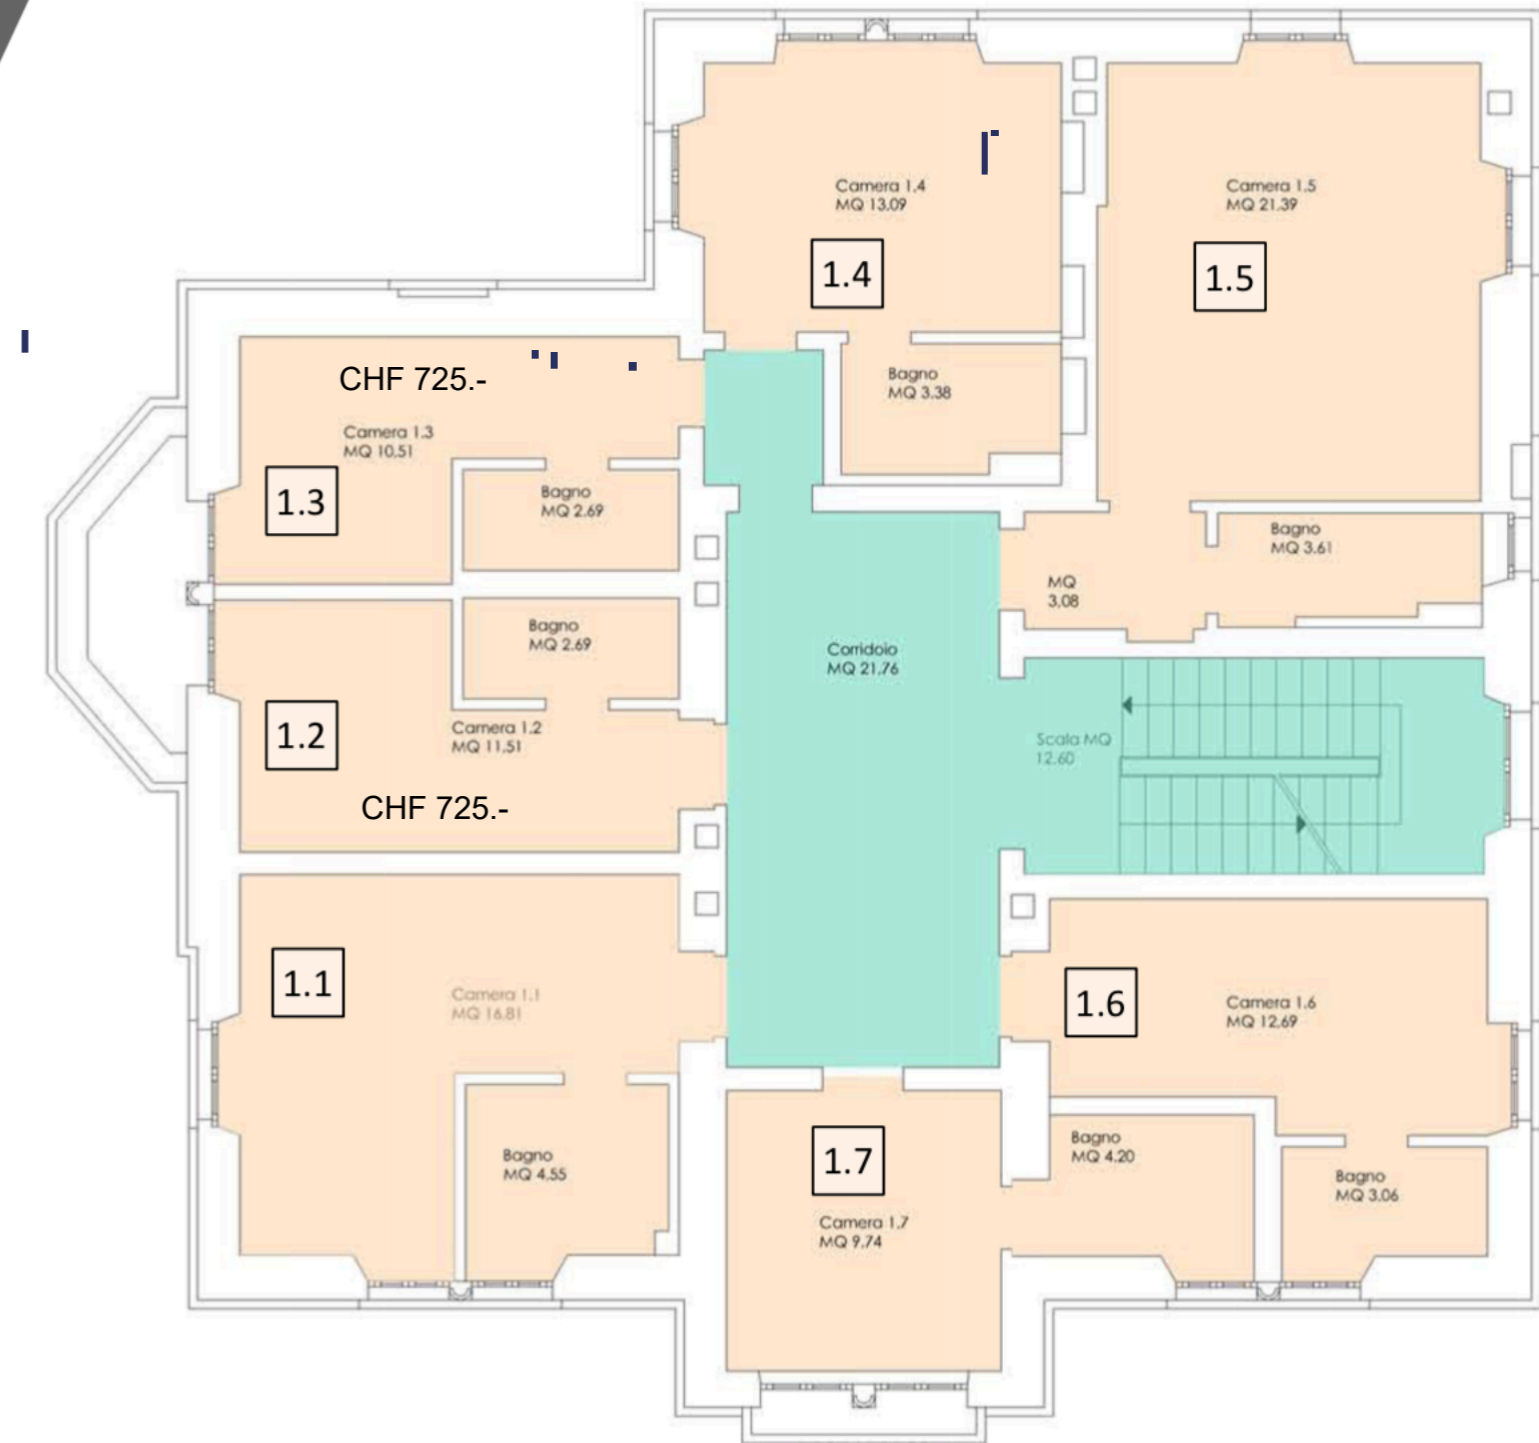 Camera 1.4
MQ 13.09
1.4
Camera 1.5
MQ 21.39
1.5
CHF 725.-
Camera 1.3
MQ 10.51
1.3
Bagno
MQ 2.69
Bagno
MQ 3.38
Bagno
MQ 3.61
MQ
3.08
Bagno
MQ 2.69
Corridoio
MQ 21.76
1.2
Camera 1.2
MQ 11.51
CHF 725.-
Scala MQ
12.60
1.1
Camera 1.1
MQ 16.81
1.6
Camera 1.6
MQ 12.69
Bagno
MQ 4.55
1.7
Camera 1.7
MQ 9.74
Bagno
MQ 4.20
Bagno
MQ 3.06